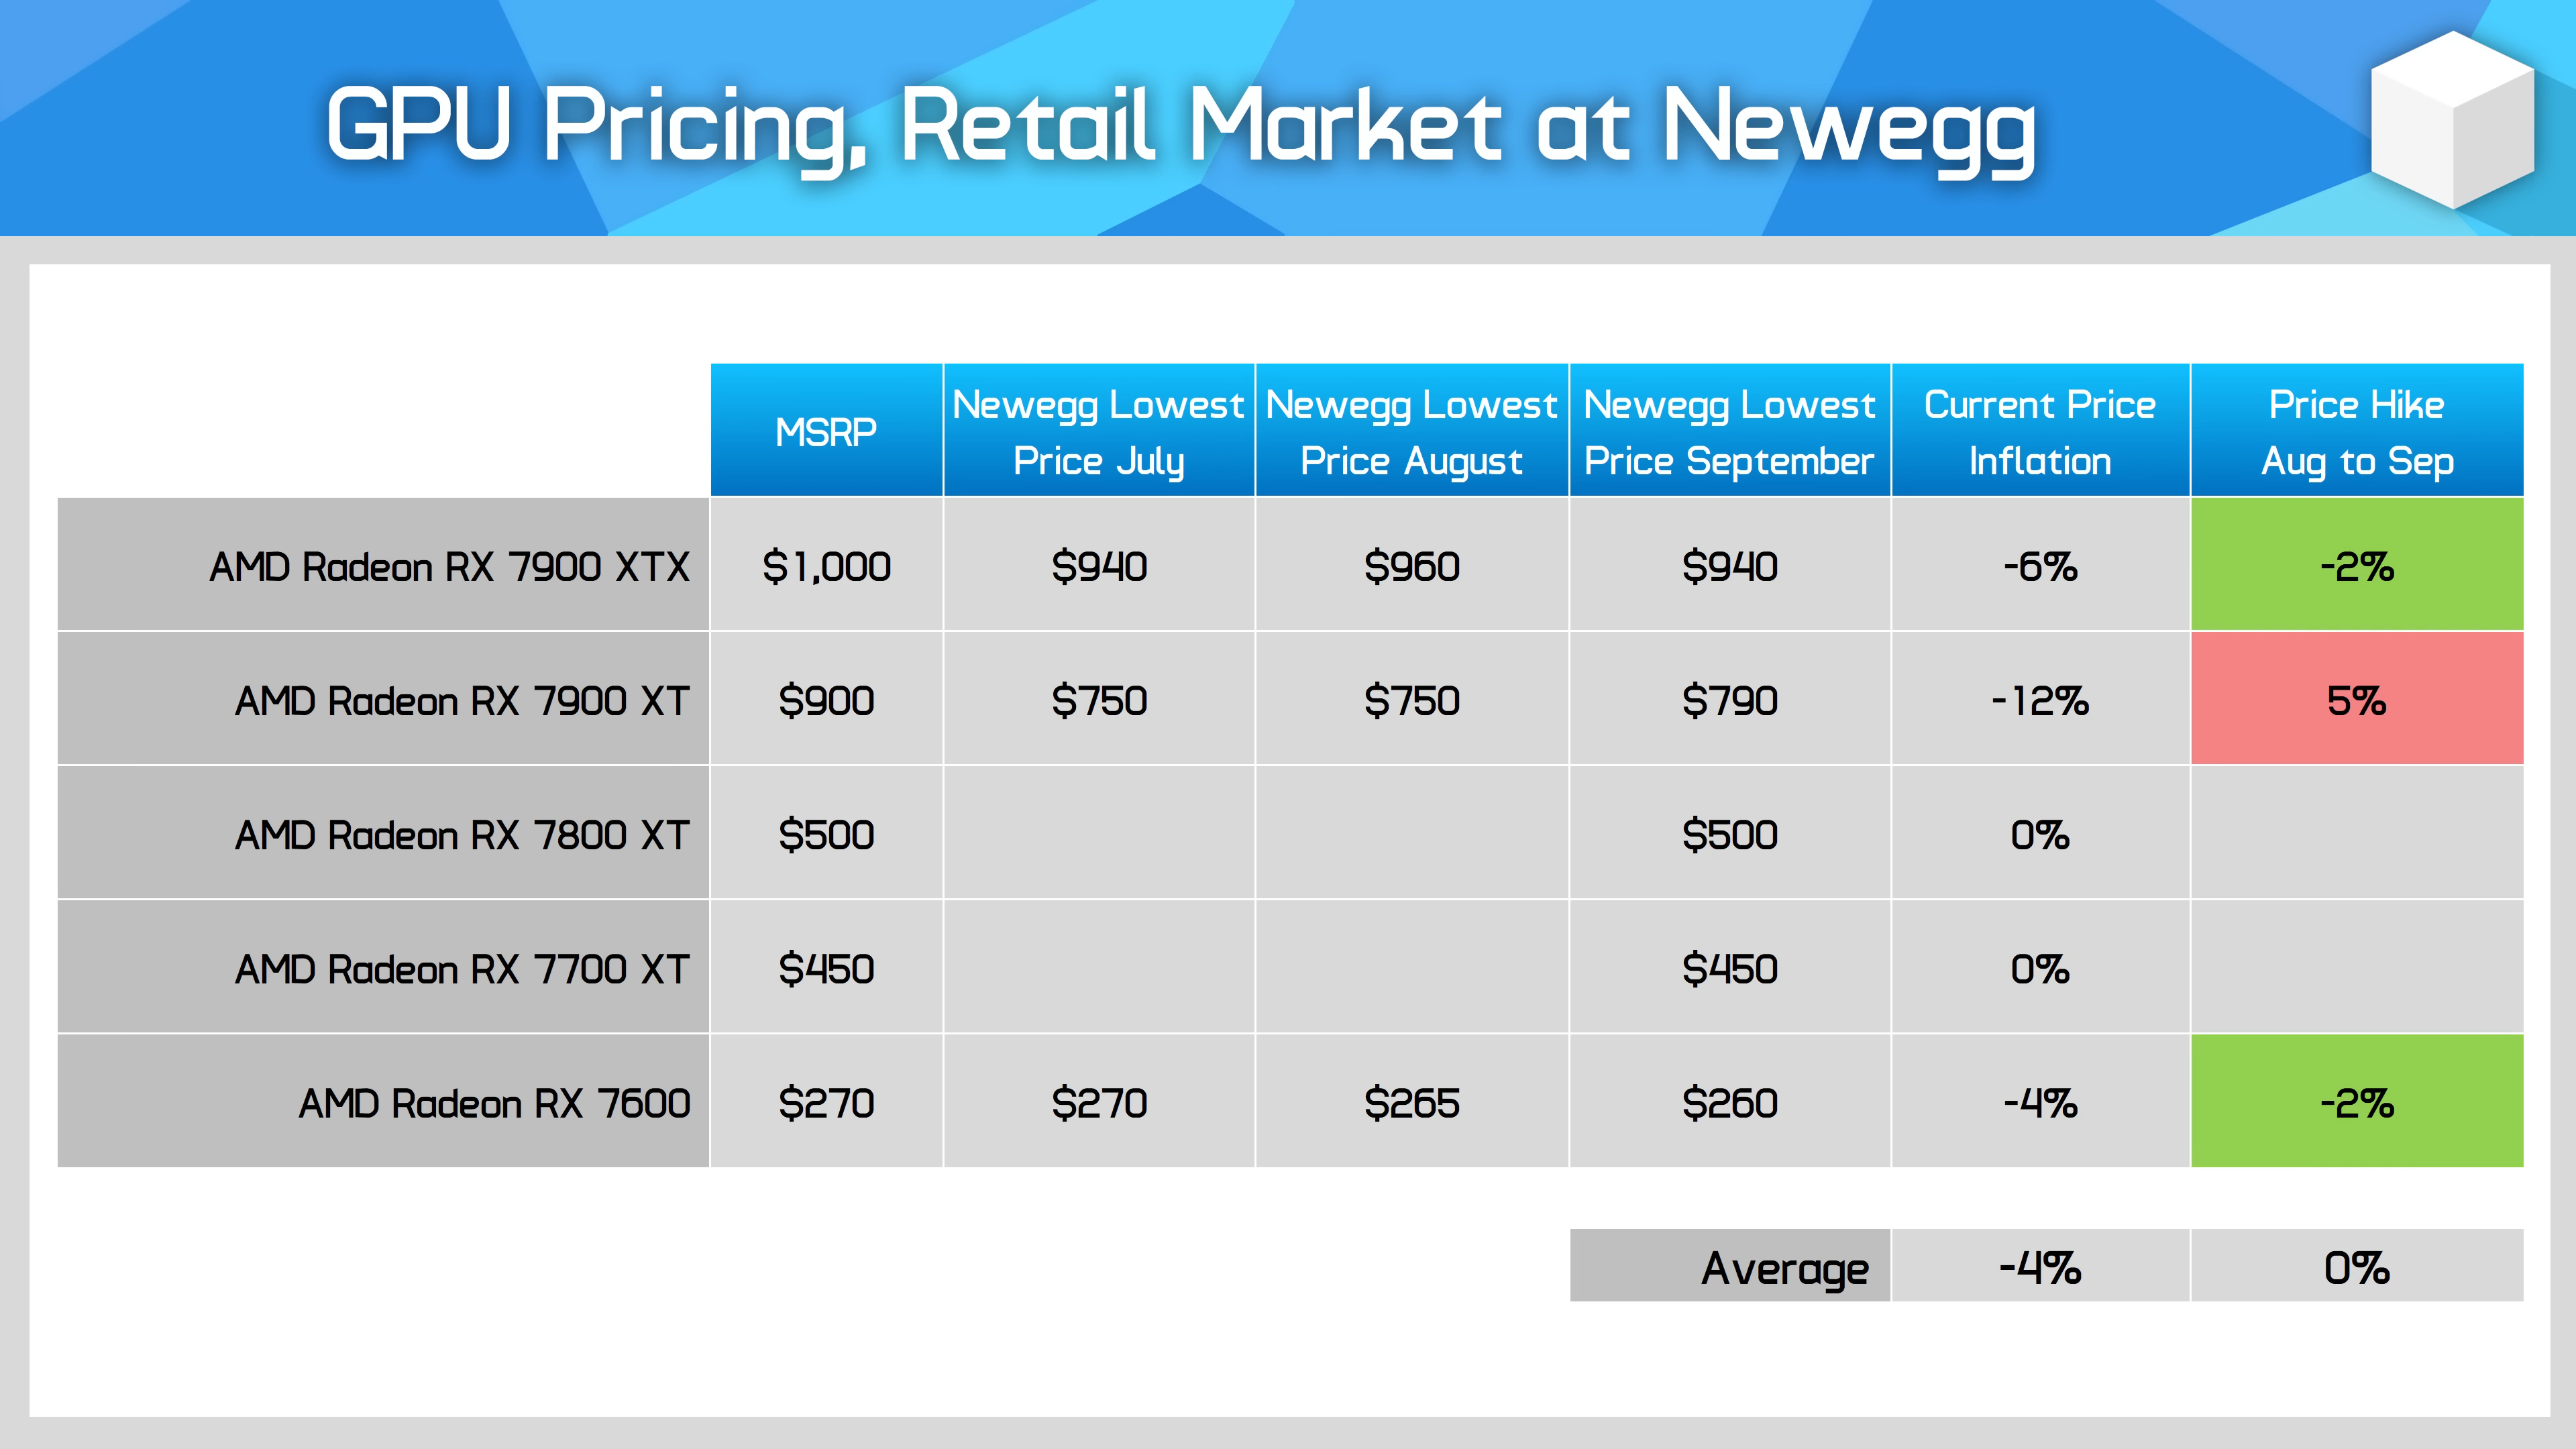 GPU Pricing, Retail Market at Newegg
MSRP
Newegg Lowest
Price July
Newegg Lowest
Price August
Newegg Lowest
Price September
Current Price
Inflation
Price Hike
Aug to Sep
AMD Radeon RX 7900 XTX $1,000 $940 $960 $940 -6% -2%
AMD Radeon RX 7900 XT $900 $750 $750 $790 -12% 5%
AMD Radeon RX 7800 XT $500 $500 0%
AMD Radeon RX 7700 XT $450 $450 0%
AMD Radeon RX 7600 $270 $270 $265 $260 -4% -2%
Average -4% 0%